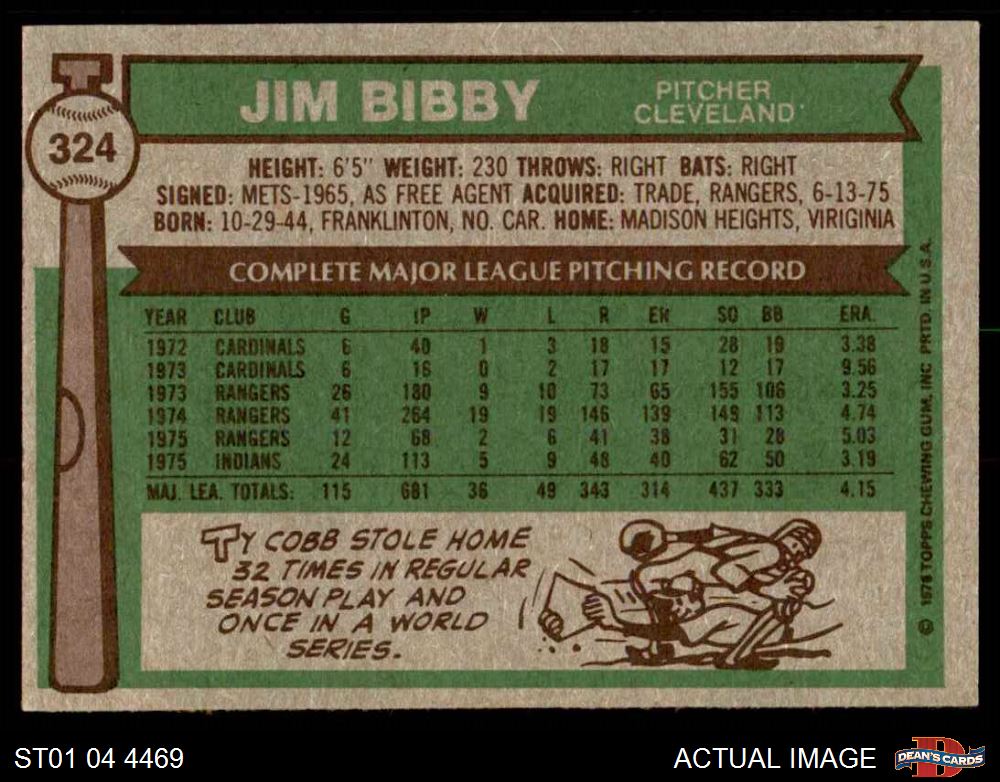 324
JIM BIBBY
PITCHER
CLEVELAND
HEIGHT: 6'5" WEIGHT: 230 THROWS: RIGHT BATS: RIGHT
SIGNED: METS-1965, AS FREE AGENT ACQUIRED: TRADE, RANGERS, 6-13-75
BORN: 10-29-44, FRANKLINTON, NO. CAR. HOME: MADISON HEIGHTS, VIRIGINIA
COMPLETE MAJOR LEAGUE PITCHING RECORD
YEAR CLUB G IP W L R ER SO BB ERA.
1972 CARDINALS 6 40 1 3 18 15 28 19 3.38
1973 CARDINALS 6 16 0 2 17 17 12 17 9.56
1973 RANGERS 26 180 9 10 73 65 155 106 3.25
1974 RANGERS 41 264 19 19 146 139 149 113 4.74
1975 RANGERS 12 68 2 6 41 38 31 28 5.03
1975 INDIANS 24 113 5 9 48 40 62 50 3.19
MAJ. LEA. TOTALS: 115 681 36 49 343 314 437 333 4.15
TY COBB STOLE HOME
32 TIMES IN REGULAR
SEASON PLAY AND
ONCE IN A WORLD
SERIES.
© 1976 TOPPS CHEWING GUM, INC PRTD. IN U.S.A.
ST01 04 4469
ACTUAL IMAGE
D
DEAN'S CARDS